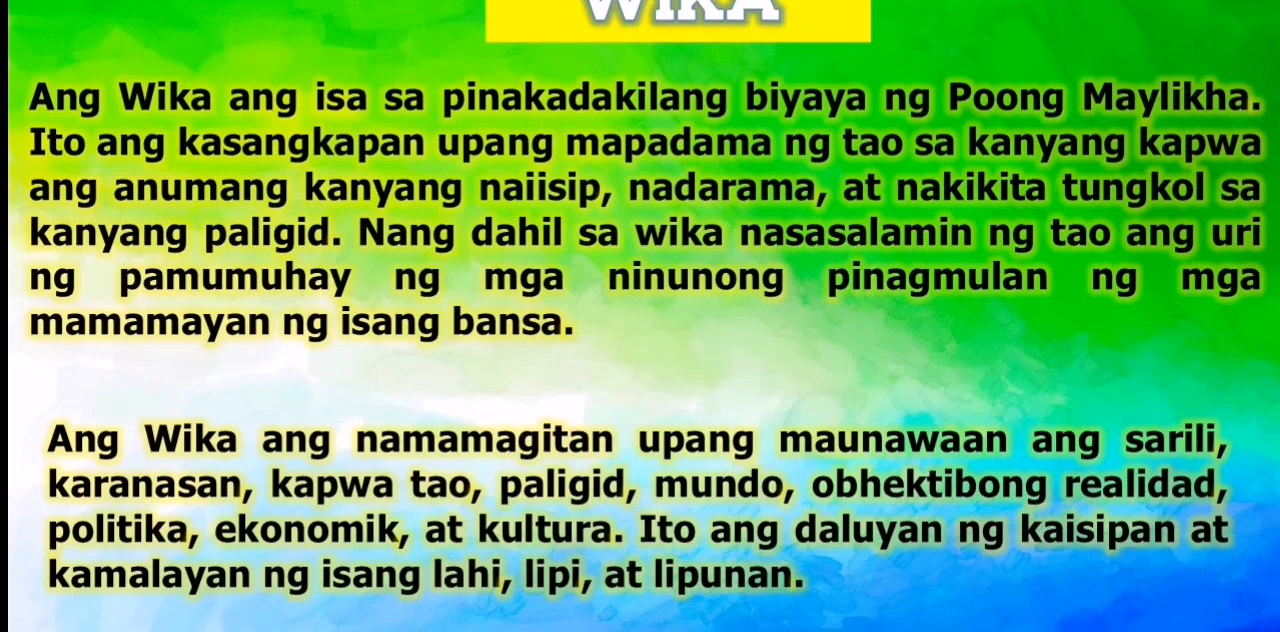 WIKA
Ang Wika ang isa sa pinakadakilang biyaya ng Poong Maylikha.
Ito ang kasangkapan upang mapadama ng tao sa kanyang kapwa
ang anumang kanyang naiisip, nadarama, at nakikita tungkol sa
kanyang paligid. Nang dahil sa wika nasasalamin ng tao ang uri
ng pamumuhay ng mga ninunong pinagmulan ng mga
mamamayan ng isang bansa.
Ang Wika ang namamagitan upang maunawaan ang sarili,
karanasan, kapwa tao, paligid, mundo, obhektibong realidad,
politika, ekonomik, at kultura. Ito ang daluyan ng kaisipan at
kamalayan ng isang lahi, lipi, at lipunan.